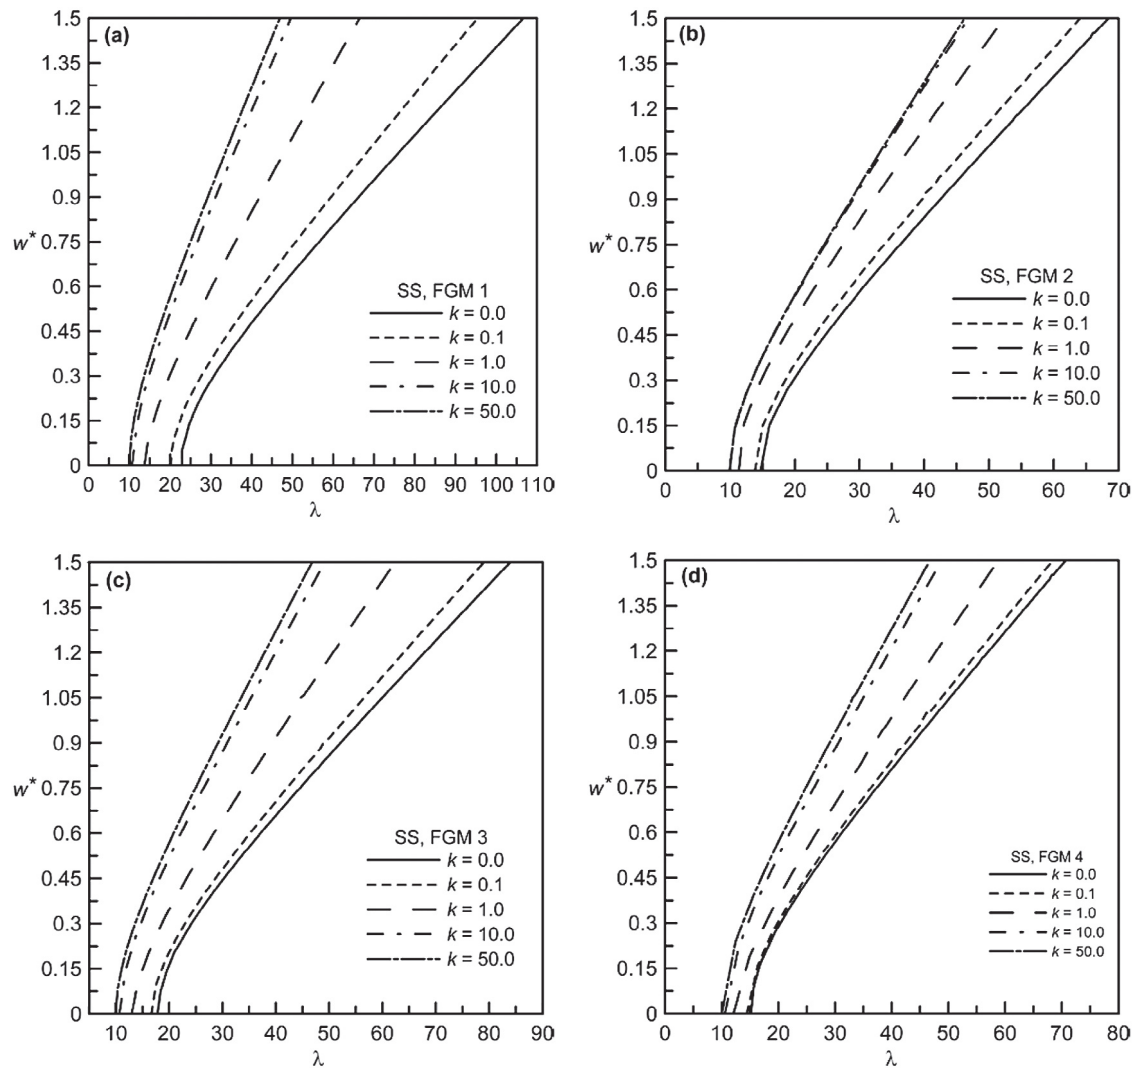 (a)
1.5
1.35
1.2
1.05
0.9
w* 0.75
0.6
0.45
0.3
0.15
0
SS, FGM 1
k = 0.0
k = 0.1
k = 1.0
k = 10.0
k = 50.0
0 10 20 30 40 50 60 70 80 90 100 110
λ
(b)
1.5
1.35
1.2
1.05
0.9
w* 0.75
0.6
0.45
0.3
0.15
0
SS, FGM 2
k = 0.0
k = 0.1
k = 1.0
k = 10.0
k = 50.0
0 10 20 30 40 50 60 70
λ
(c)
1.5
1.35
1.2
1.05
0.9
w* 0.75
0.6
0.45
0.3
0.15
0
SS, FGM 3
k = 0.0
k = 0.1
k = 1.0
k = 10.0
k = 50.0
10 20 30 40 50 60 70 80 90
λ
(d)
1.5
1.35
1.2
1.05
0.9
w* 0.75
0.6
0.45
0.3
0.15
0
SS, FGM 4
k = 0.0
k = 0.1
k = 1.0
k = 10.0
k = 50.0
0 10 20 30 40 50 60 70 80
λ